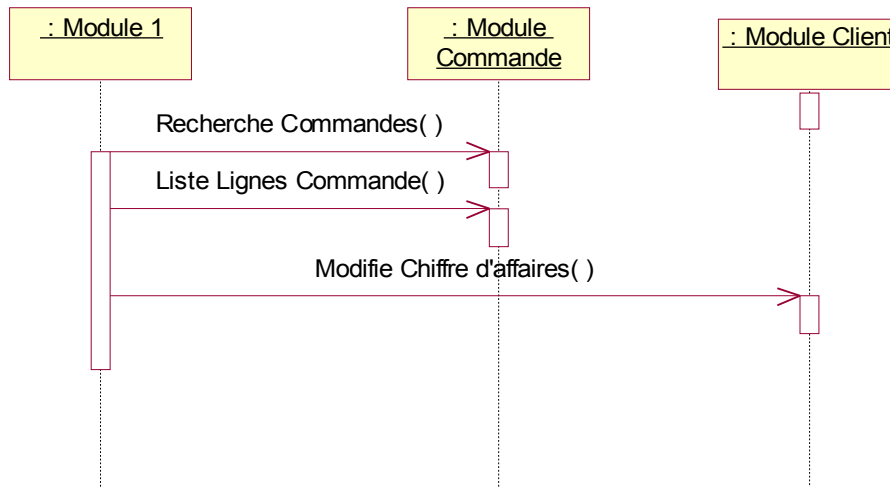 : Module 1
: Module
Commande
: Module Client
Recherche Commandes( )
Liste Lignes Commande( )
Modifie Chiffre d'affaires( )